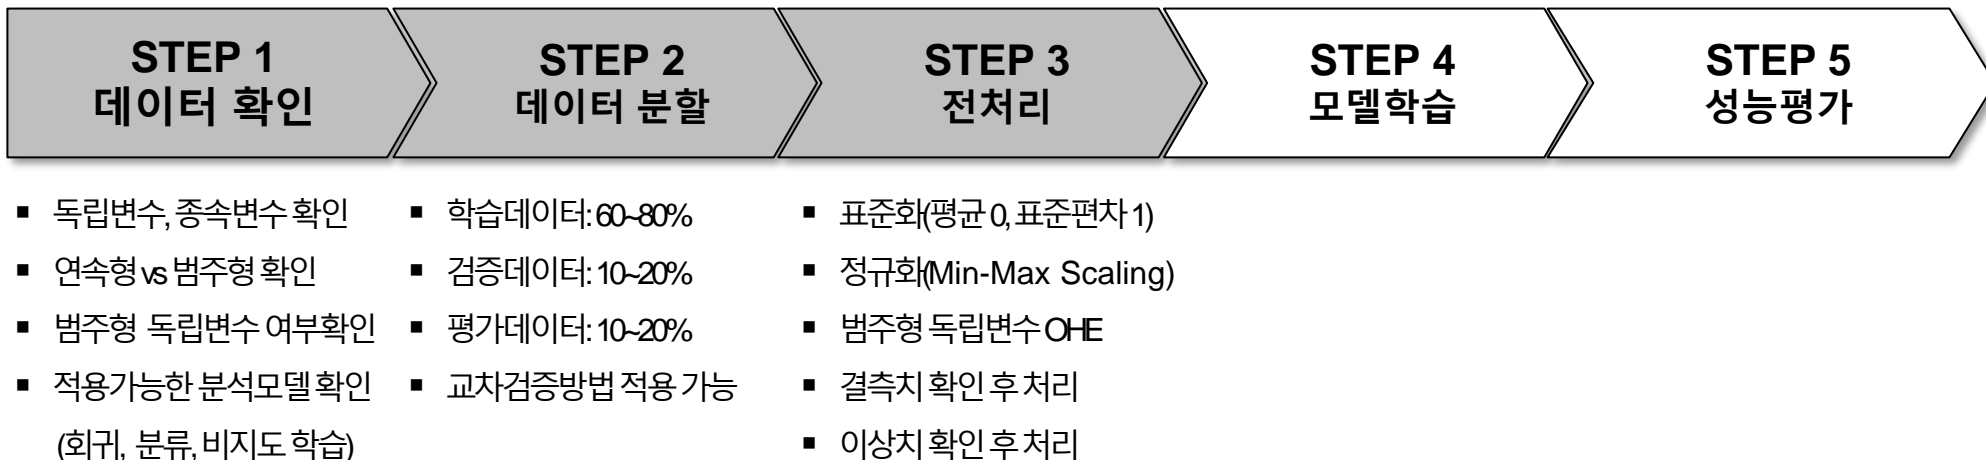 STEP 1
데이터 확인
STEP 2
데이터 분할
STEP 3
전처리
STEP 4
모델학습
STEP 5
성능평가
▪ 독립변수, 종속변수 확인
▪ 연속형 vs 범주형 확인
▪ 범주형 독립변수 여부확인
▪ 적용가능한 분석모델 확인
(회귀, 분류, 비지도 학습)
▪ 학습데이터: 60~80%
▪ 검증데이터: 10~20%
▪ 평가데이터: 10~20%
▪ 교차검증방법 적용 가능
▪ 표준화(평균 0, 표준편차 1)
▪ 정규화(Min-Max Scaling)
▪ 범주형 독립변수 OHE
▪ 결측치 확인 후 처리
▪ 이상치 확인 후 처리